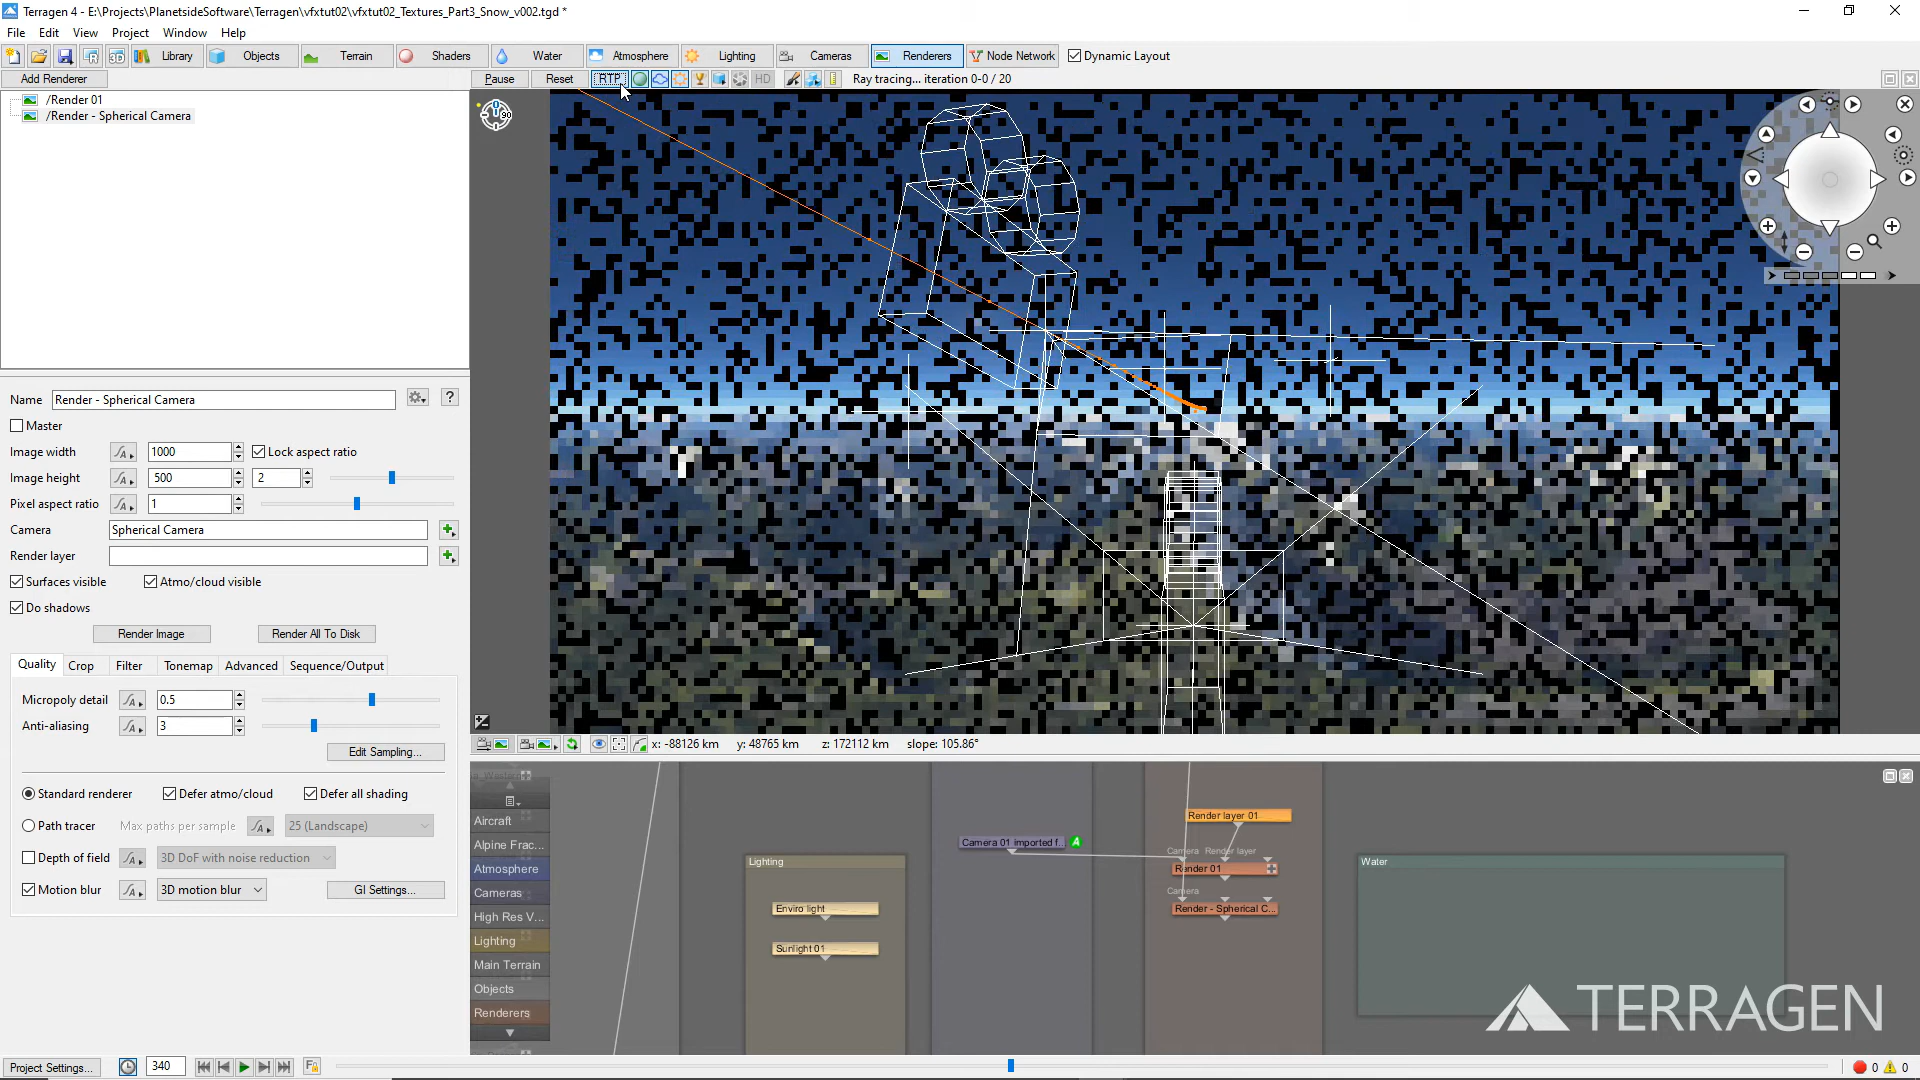 Terragen 4 - E:\Projects\PlanetsideSoftware\Terragen\vfxtut02\vfxtut02_Textures_Part3_Snow_v002.tgd *
File Edit View Project Window Help
Library Objects Terrain Shaders Water Atmosphere Lighting Cameras Renderers Node Network Dynamic Layout
Add Renderer Pause Reset RTP HD Ray tracing... iteration 0-0 / 20
/Render 01
/Render - Spherical Camera
90
Name Render - Spherical Camera ?
Master
Image width 1000 Lock aspect ratio
Image height 500 2
Pixel aspect ratio 1
Camera Spherical Camera
Render layer
Surfaces visible Atmo/cloud visible
Do shadows
Render Image Render All To Disk
Quality Crop Filter Tonemap Advanced Sequence/Output
Micropoly detail 0.5
Anti-aliasing 3
Edit Sampling...
Standard renderer Defer atmo/cloud Defer all shading
Path tracer Max paths per sample 25 (Landscape)
Depth of field 3D DoF with noise reduction
Motion blur 3D motion blur GI Settings...
x: -88126 km y: 48765 km z: 172112 km slope: 105.86°
Aircraft
Alpine Frac...
Atmosphere
Cameras
High Res V...
Lighting
Main Terrain
Objects
Renderers
Lighting
Enviro light
Sunlight 01
Camera 01 imported f... A
Render layer 01
Camera Render layer
Render 01
Camera
Render - Spherical C...
Water
TERRAGEN
Project Settings... 340 0 0